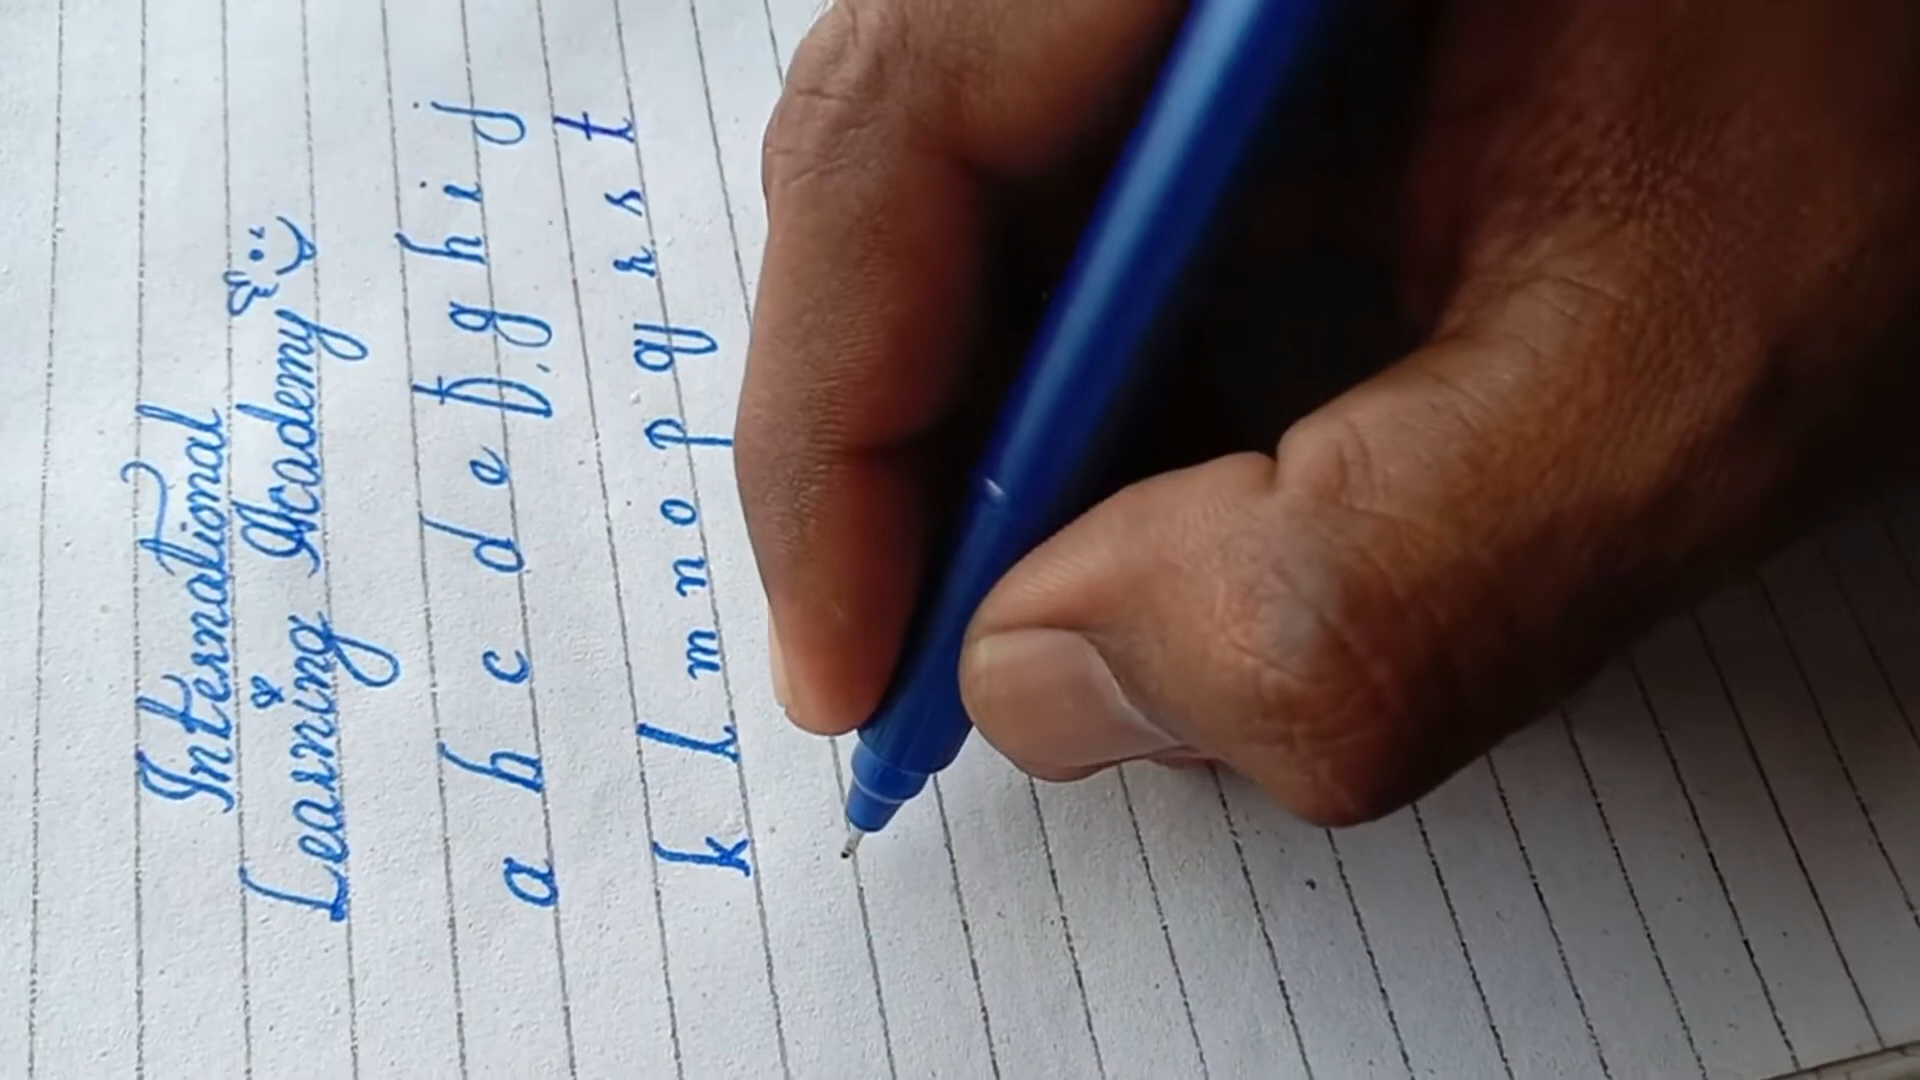 International
Learning Academy
a b c d e f g h i j
k l m n o p q r s t